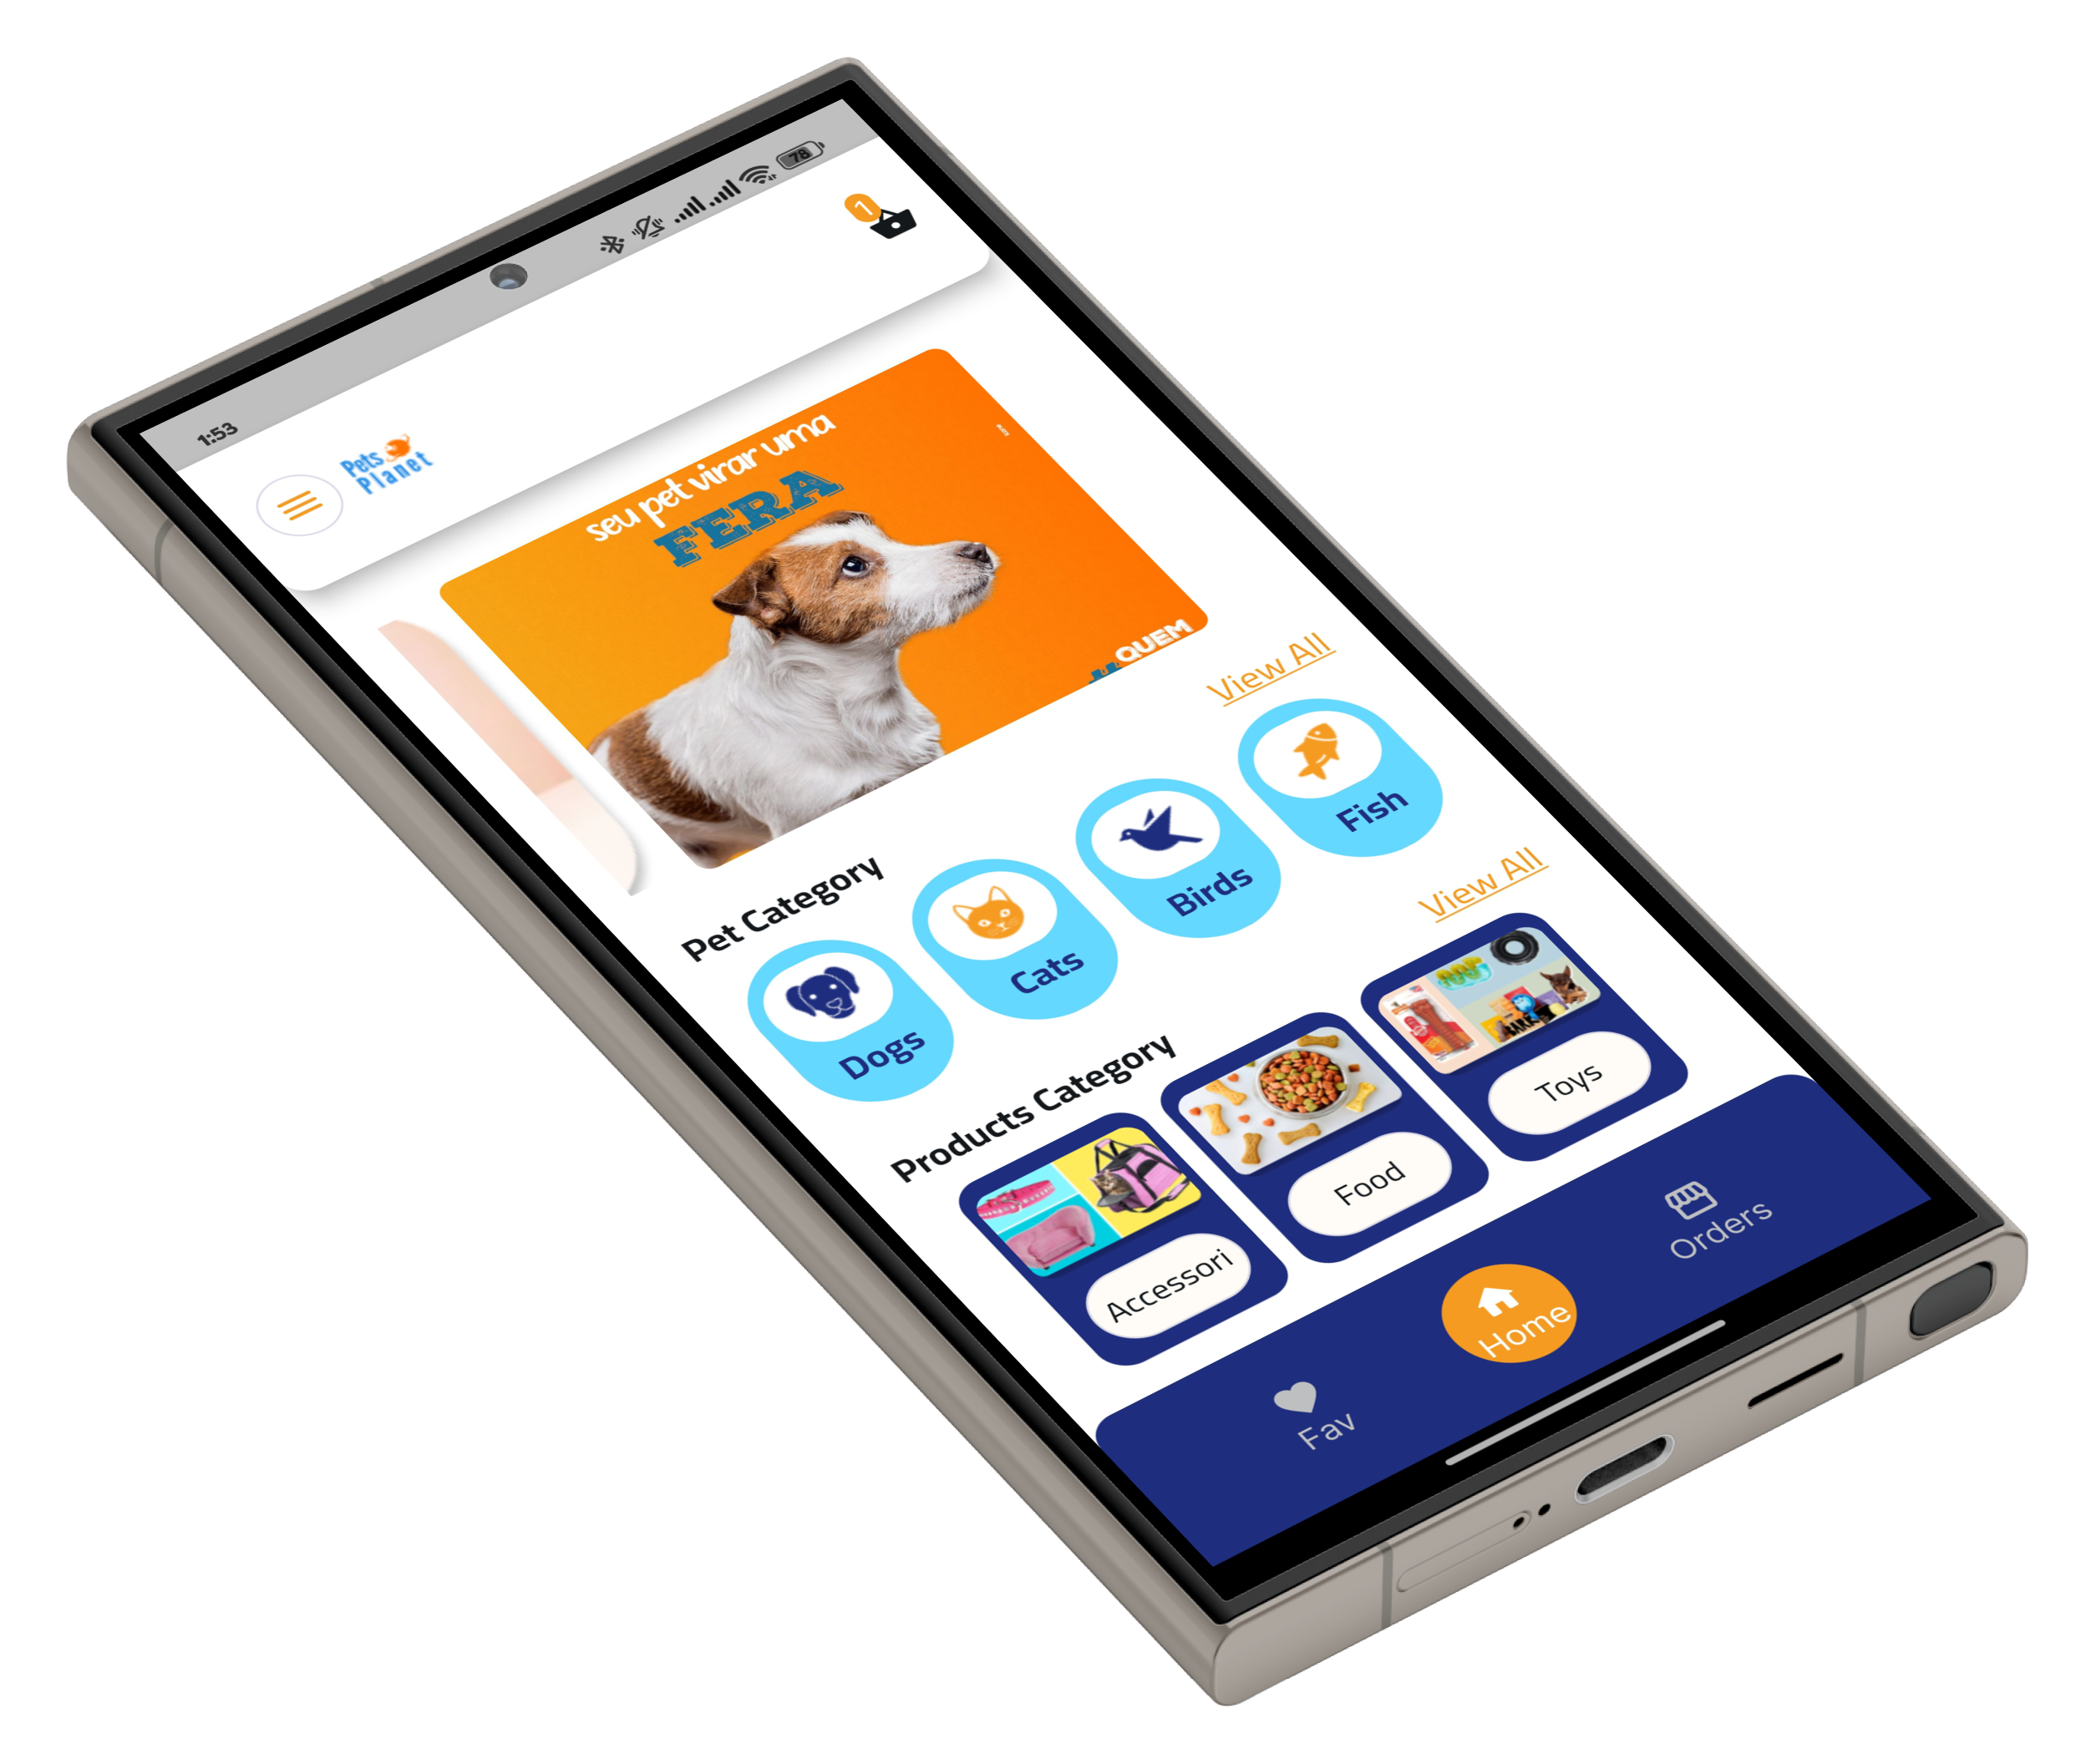 1:53
78
1
Pets
Planet
seu pet virar uma
FERA
QUEM
View All
Pet Category
Dogs
Cats
Birds
Fish
View All
Products Category
Accessori
Food
Toys
Fav
Home
Orders